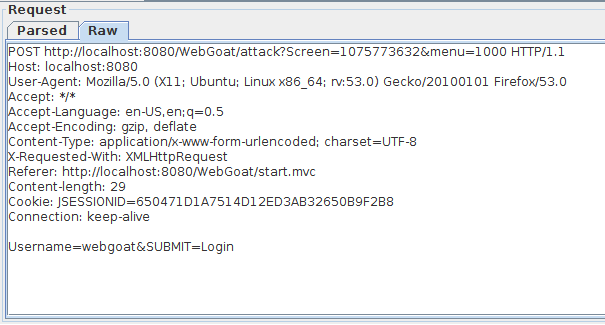 Request
Parsed Raw
POST http://localhost:8080/WebGoat/attack?Screen=1075773632&menu=1000 HTTP/1.1
Host: localhost:8080
User-Agent: Mozilla/5.0 (X11; Ubuntu; Linux x86_64; rv:53.0) Gecko/20100101 Firefox/53.0
Accept: */*
Accept-Language: en-US,en;q=0.5
Accept-Encoding: gzip, deflate
Content-Type: application/x-www-form-urlencoded; charset=UTF-8
X-Requested-With: XMLHttpRequest
Referer: http://localhost:8080/WebGoat/start.mvc
Content-length: 29
Cookie: JSESSIONID=650471D1A7514D12ED3AB32650B9F2B8
Connection: keep-alive
Username=webgoat&SUBMIT=Login